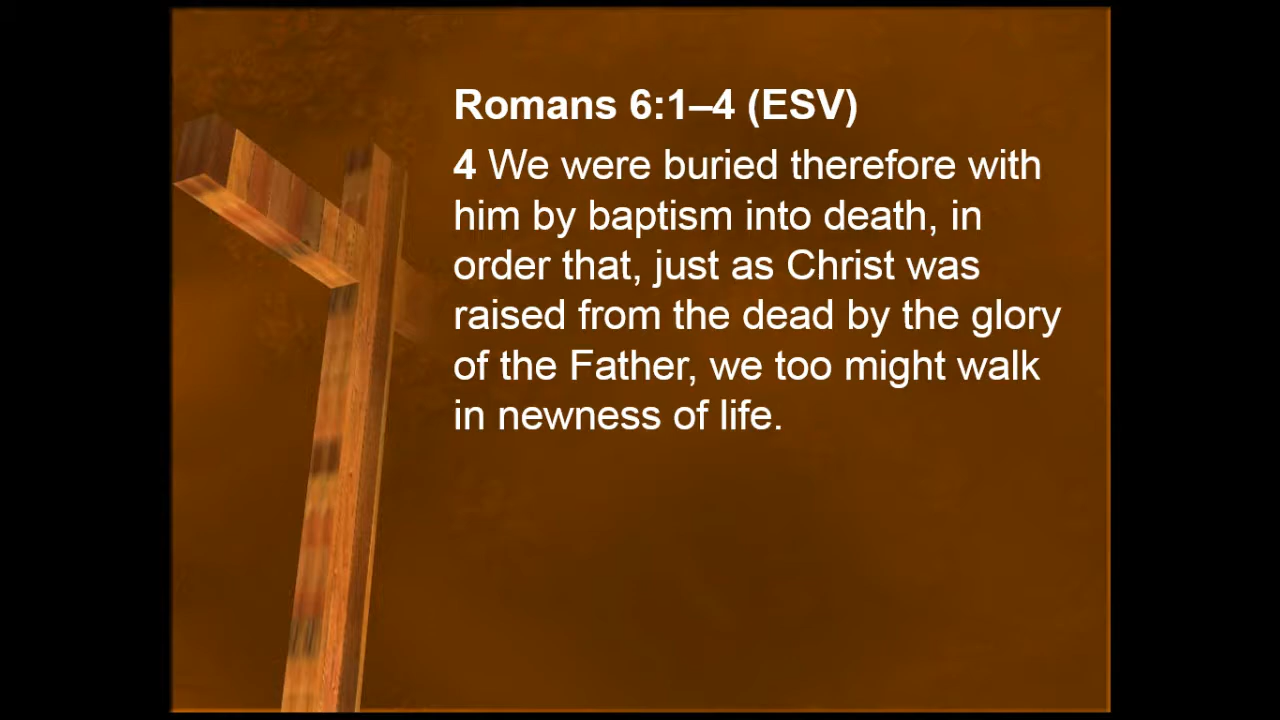 Romans 6:1–4 (ESV)
4 We were buried therefore with
him by baptism into death, in
order that, just as Christ was
raised from the dead by the glory
of the Father, we too might walk
in newness of life.